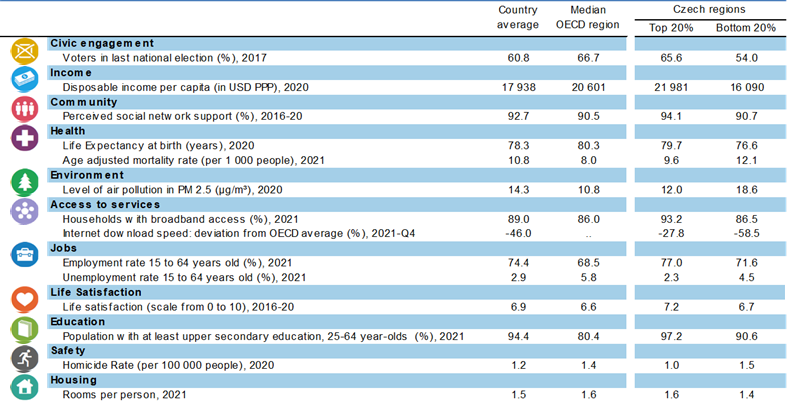 Country average Median OECD region Czech regions
Top 20% Bottom 20%
Civic engagement
Voters in last national election (%), 2017 60.8 66.7 65.6 54.0
Income
Disposable income per capita (in USD PPP), 2020 17 938 20 601 21 981 16 090
Community
Perceived social netw ork support (%), 2016-20 92.7 90.5 94.1 90.7
Health
Life Expectancy at birth (years), 2020 78.3 80.3 79.7 76.6
Age adjusted mortality rate (per 1 000 people), 2021 10.8 8.0 9.6 12.1
Environment
Level of air pollution in PM 2.5 (µg/m³), 2020 14.3 10.8 12.0 18.6
Access to services
Households w ith broadband access (%), 2021 89.0 86.0 93.2 86.5
Internet dow nload speed: deviation from OECD average (%), 2021-Q4 -46.0 .. -27.8 -58.5
Jobs
Employment rate 15 to 64 years old (%), 2021 74.4 68.5 77.0 71.6
Unemployment rate 15 to 64 years old (%), 2021 2.9 5.8 2.3 4.5
Life Satisfaction
Life satisfaction (scale from 0 to 10), 2016-20 6.9 6.6 7.2 6.7
Education
Population w ith at least upper secondary education, 25-64 year-olds (%), 2021 94.4 80.4 97.2 90.6
Safety
Homicide Rate (per 100 000 people), 2020 1.2 1.4 1.0 1.5
Housing
Rooms per person, 2021 1.5 1.6 1.6 1.4